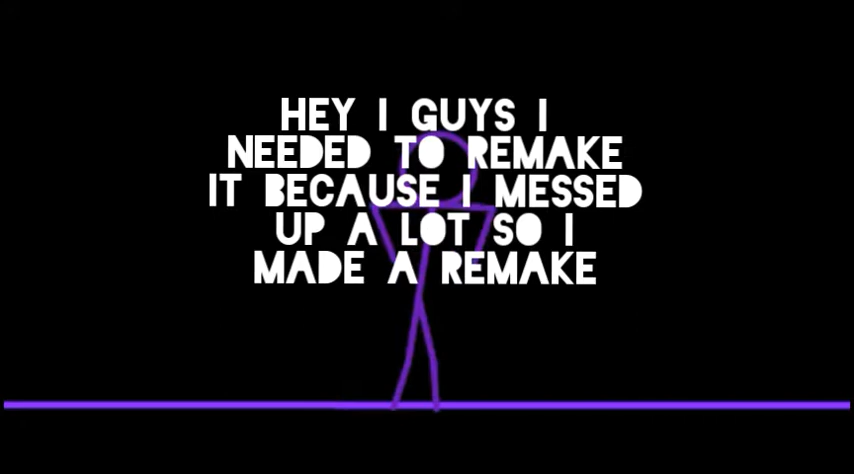 HEY I GUYS I
NEEDED TO REMAKE
IT BECAUSE I MESSED
UP A LOT SO I
MADE A REMAKE